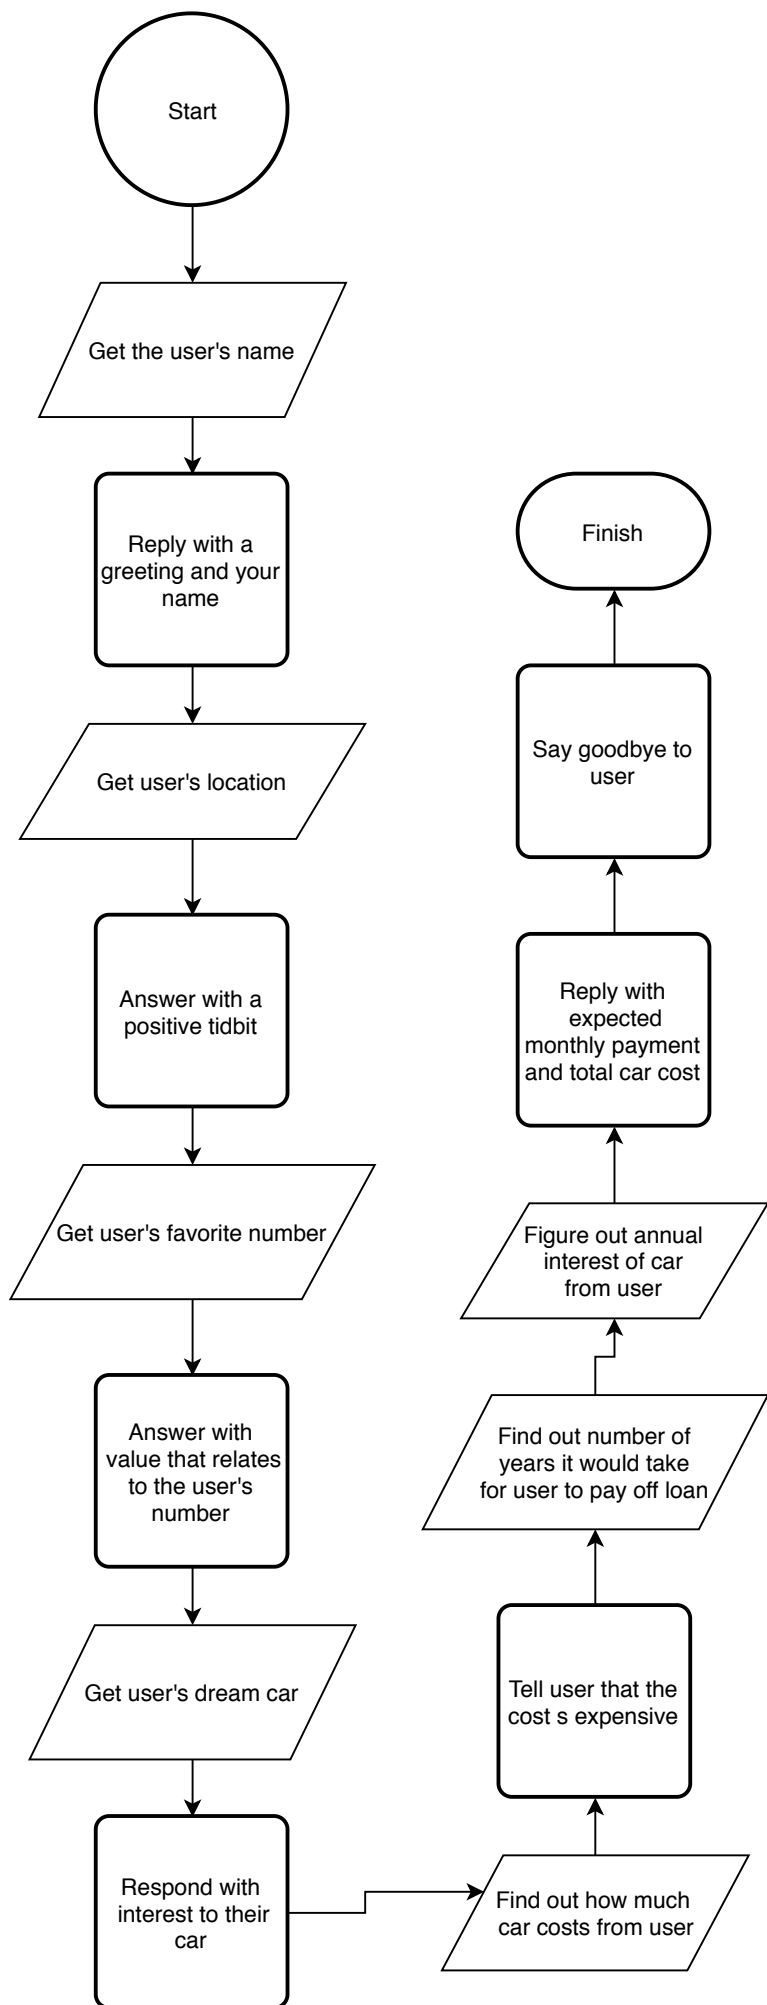 Start
Get the user's name
Reply with a
greeting and your
name
Get user's location
Answer with a
positive tidbit
Get user's favorite number
Answer with
value that relates
to the user's
number
Get user's dream car
Respond with
interest to their
car
Find out how much
car costs from user
Tell user that the
cost s expensive
Find out number of
years it would take
for user to pay off loan
Figure out annual
interest of car
from user
Reply with
expected
monthly payment
and total car cost
Say goodbye to
user
Finish